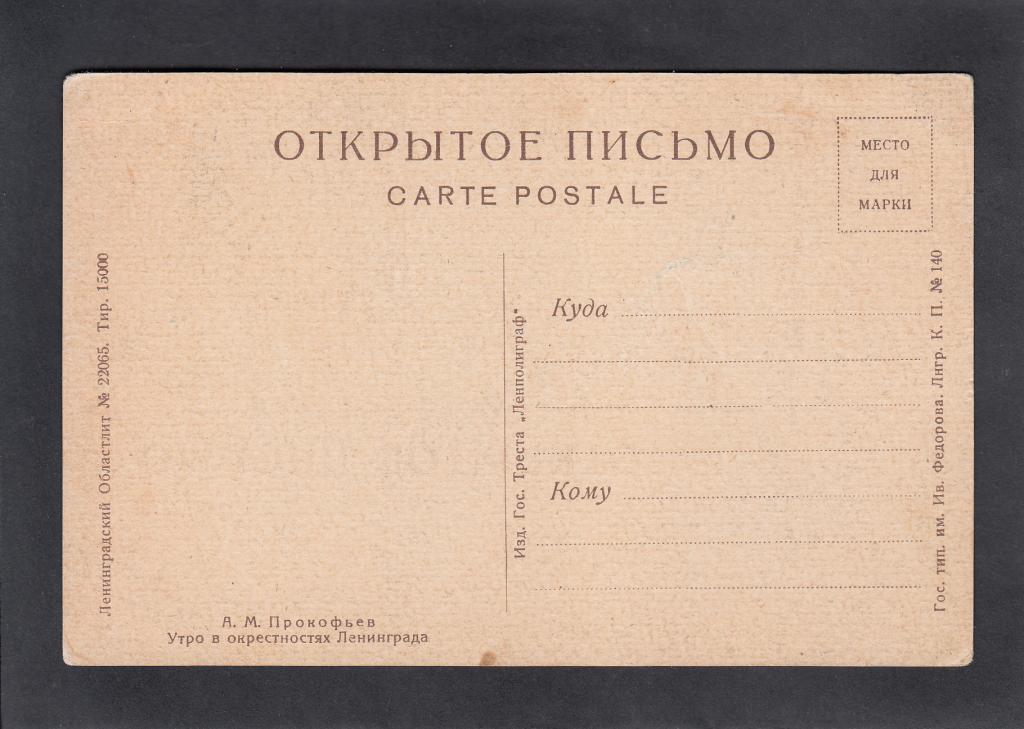 ОТКРЫТОЕ ПИСЬМО
CARTE POSTALE
МЕСТО
ДЛЯ
МАРКИ
Ленинградский Областлит № 22065. Тир. 15000
Изд. Гос. Треста „Ленполиграф“
Куда
Кому
Гос. тип. им. Ив. Федорова. Лнгр. К. П. № 140
А. М. Прокофьев
Утро в окрестностях Ленинграда